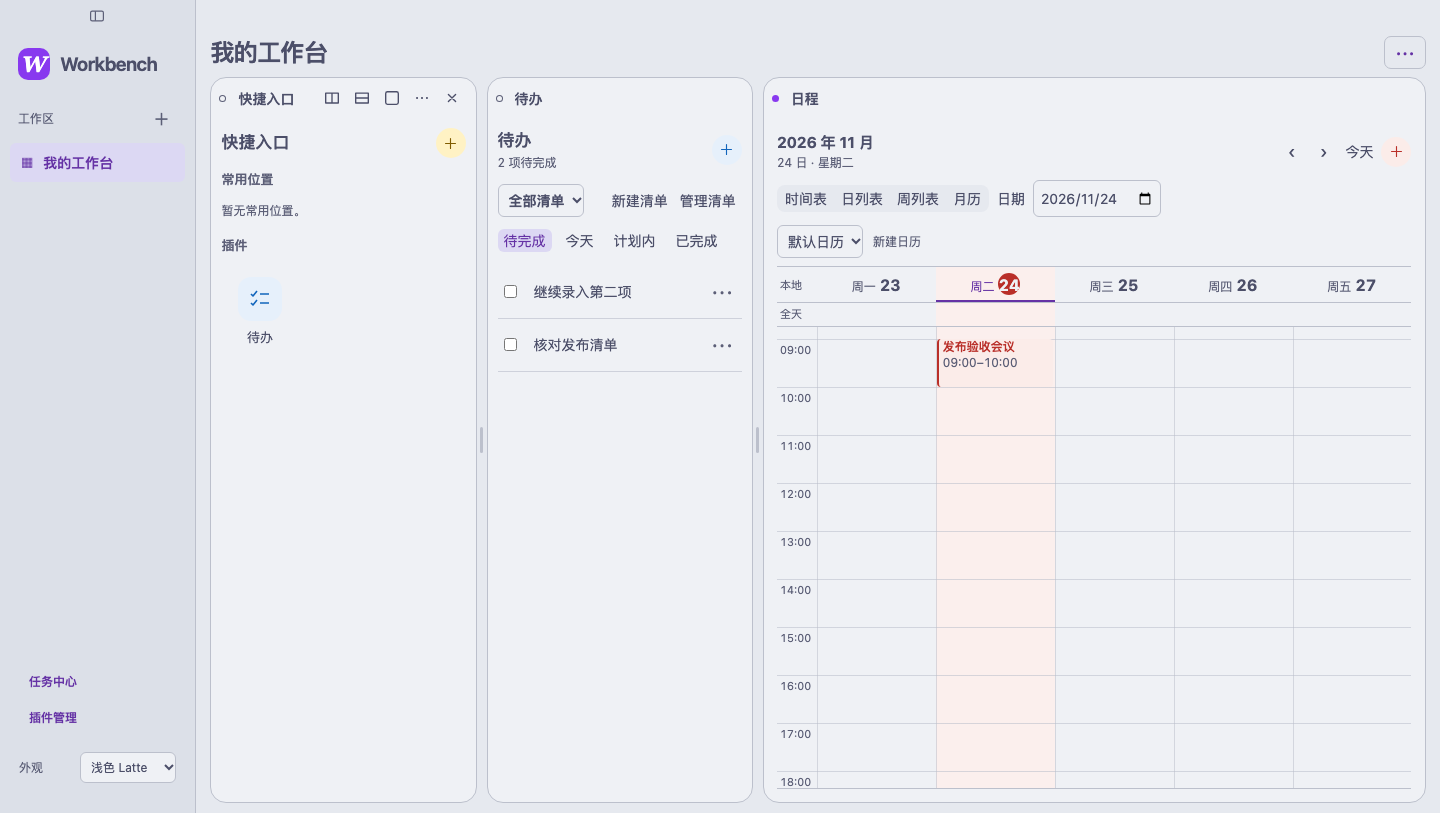 W Workbench
工作区
我的工作台
任务中心
插件管理
外观 浅色 Latte
我的工作台
快捷入口
快捷入口
常用位置
暂无常用位置。
插件
待办
待办
待办
2 项待完成
全部清单 新建清单 管理清单
待完成 今天 计划内 已完成
继续录入第二项
核对发布清单
日程
2026 年 11 月
24 日 · 星期二
今天
时间表 日列表 周列表 月历 日期 2026/11/24
默认日历 新建日历
本地 周一 23 周二 24 周三 25 周四 26 周五 27
全天
09:00 发布验收会议
09:00–10:00
10:00
11:00
12:00
13:00
14:00
15:00
16:00
17:00
18:00